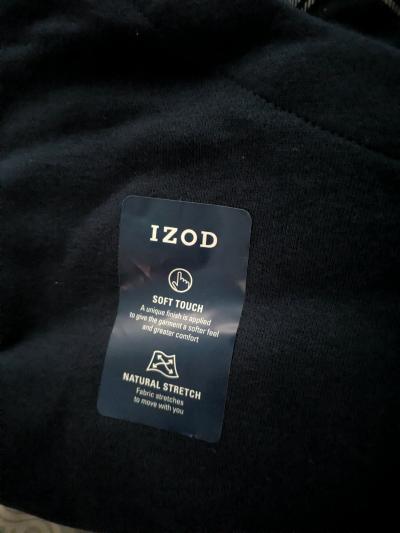 IZOD
SOFT TOUCH
A unique finish is applied
to give the garment a softer feel
and greater comfort
NATURAL STRETCH
Fabric stretches
to move with you